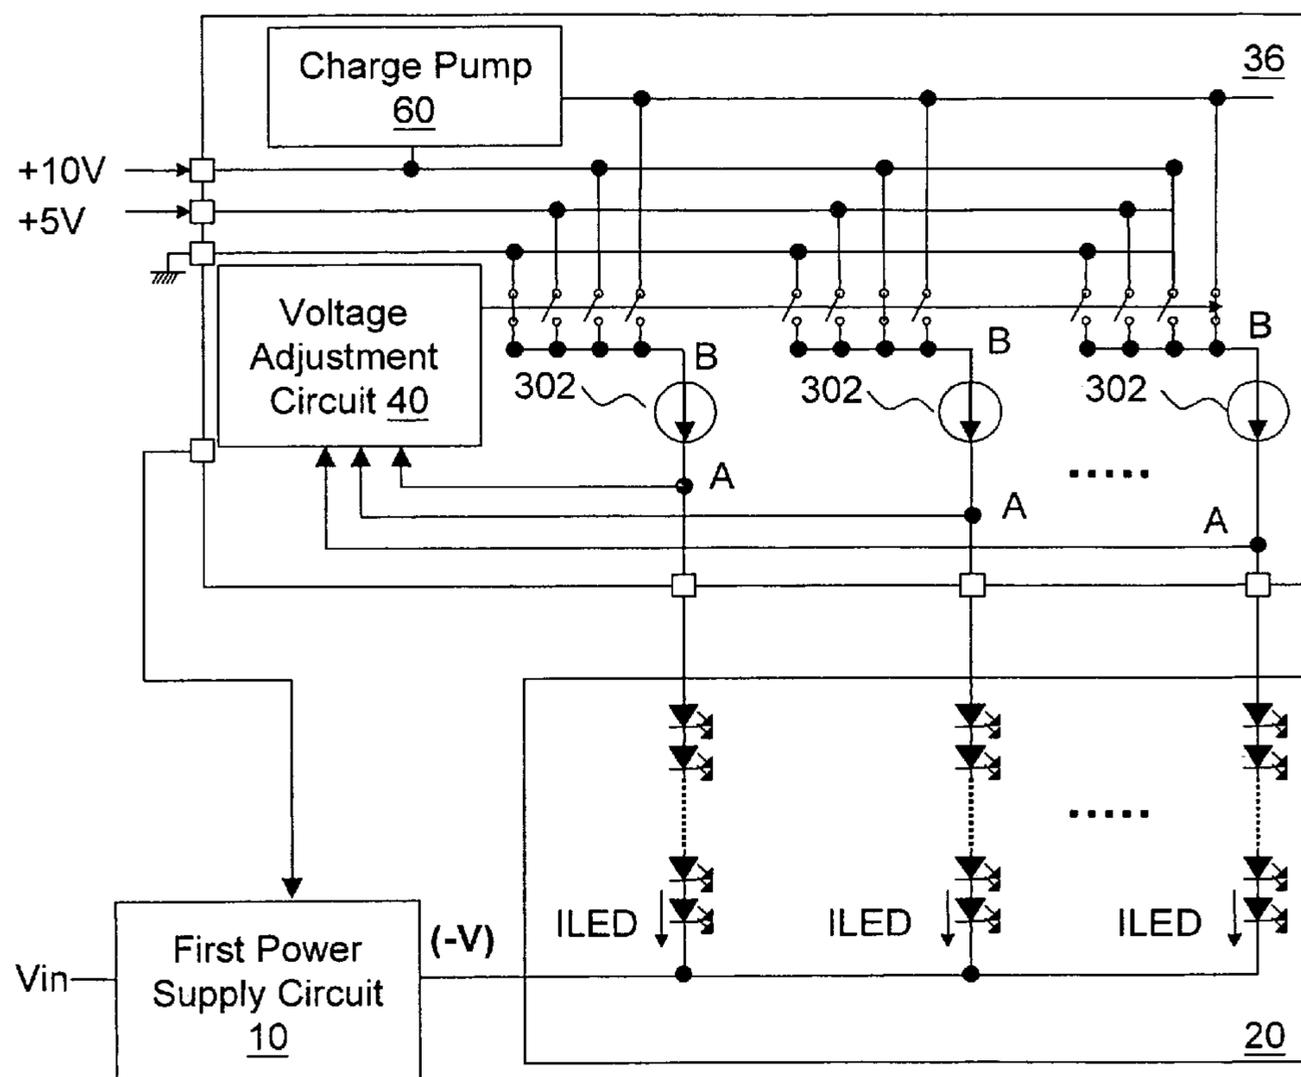 Charge Pump
60
36
+10V
+5V
Voltage
Adjustment
Circuit 40
B
B
B
302
302
302
A
A
A
ILED
ILED
ILED
(-V)
First Power
Supply Circuit
10
Vin
20